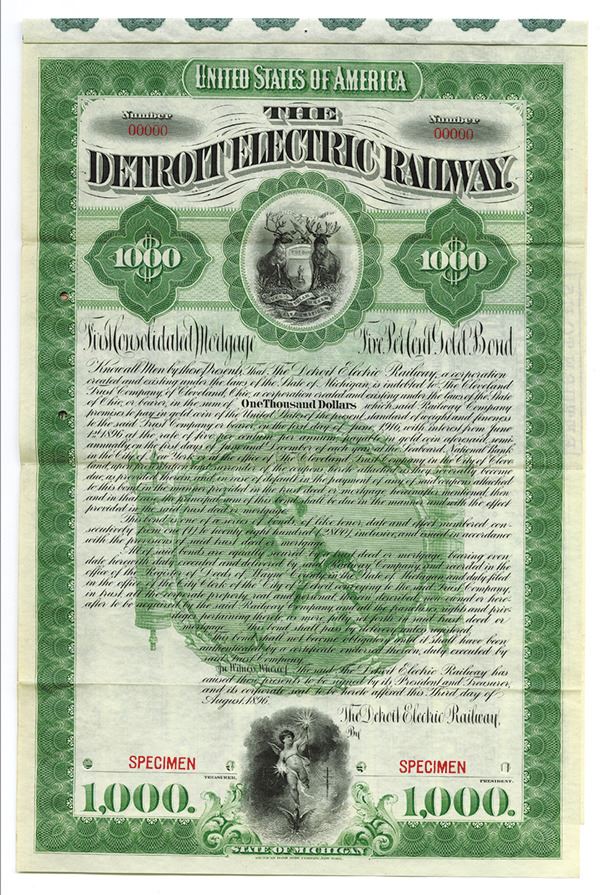 UNITED STATES OF AMERICA
Number
00000
Number
00000
THE
DETROIT ELECTRIC RAILWAY.
$
1000
$
1000
First Consolidated Mortgage
Five Per Cent Gold Bond
Know all Men by these Presents, That The Detroit Electric Railway, a corporation
created and existing under the laws of the State of Michigan, is indebted to The Cleveland
Trust Company of Cleveland, Ohio, a corporation created and existing under the laws of the State
of Ohio, or bearer, in the sum of One Thousand Dollars which said Railway Company
promises to pay in gold coin of the United States of present standard of weight and fineness
to the said Trust Company or bearer, on the first day of June, 1916, with interest from June
1st 1896 at the rate of five per centum per annum, payable in gold coin aforesaid, semi-
annually on the first days of June and December of each year, at the Seaboard National Bank
in the City of New York or at the office of The Cleveland Trust Company in the City of Cleve
land, upon presentation and surrender of the coupons hereto attached as they severally become
due, as provided therein, and in case of default in the payment of any of said coupons attached
to this bond, in the manner provided in the trust deed or mortgage hereinafter mentioned, then
and in that case, the principal sum of this bond shall be due in the manner and with the effect
provided in the said trust deed or mortgage.
This bond is one of a series of bonds of like tenor, date and effect numbered con-
secutively from one (1) to twenty eight hundred (2800), inclusive, and issued in accordance
with the provisions of said trust deed or mortgage.
All of said bonds are equally secured by a trust deed or mortgage, bearing even
date herewith, duly executed and delivered by said Railway Company, and recorded in the
office of the Register of Deeds of Wayne County, in the State of Michigan, and duly filed
in the office of the City Clerk of the City of Detroit, conveying to the said Trust Company,
in trust, all the corporate property, real and personal, therein described, now owned or here-
after to be acquired by the said Railway Company, and all the franchises, rights and priv-
ileges pertaining thereto, as more fully set forth in said trust deed or
mortgage. This bond shall pass by delivery unless registered.
This bond shall not become obligatory until it shall have been
authenticated by a certificate endorsed thereon, duly executed by
said Trust Company.
In Witness Whereof, The said The Detroit Electric Railway has
caused these presents to be signed by its President and Treasurer,
and its corporate seal to be hereto affixed this Third day of
August, 1896.
The Detroit Electric Railway,
By
SPECIMEN
TREASURER.
SPECIMEN
PRESIDENT.
1,000.
1,000.
STATE OF MICHIGAN
AMERICAN BANK NOTE COMPANY, NEW YORK.